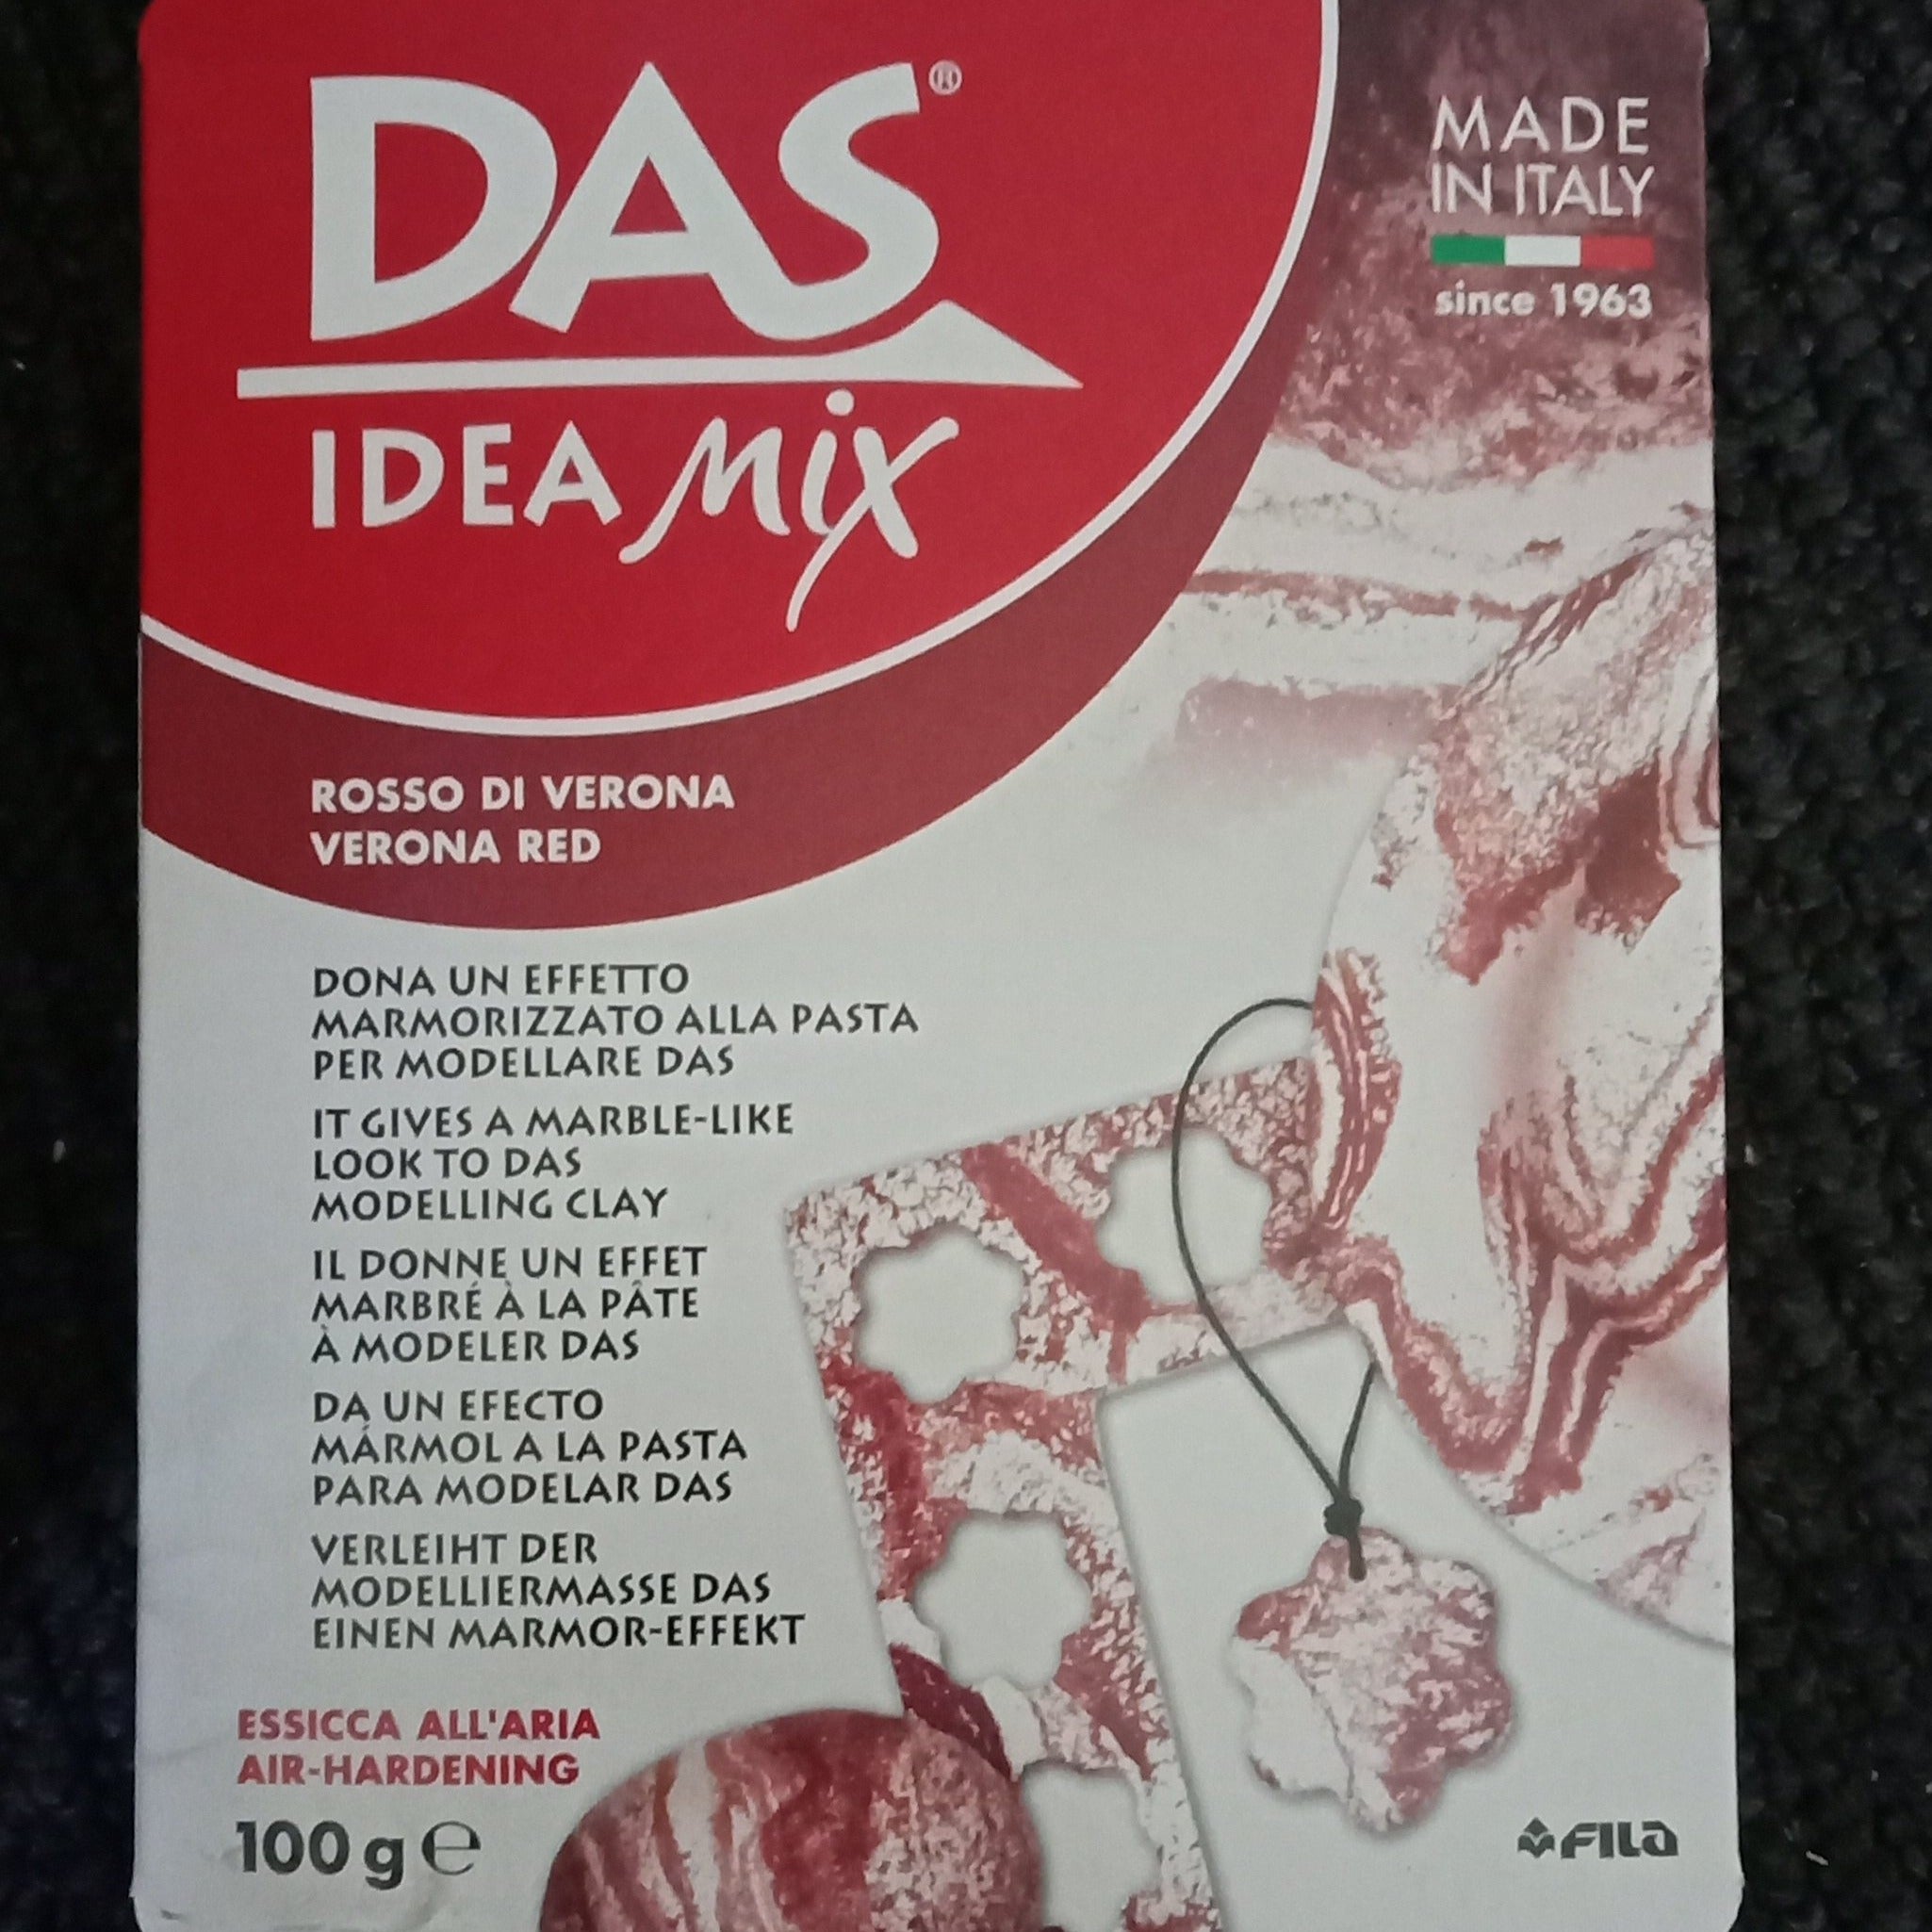 DAS®
IDEA MIX
MADE
IN ITALY
since 1963
ROSSO DI VERONA
VERONA RED
DONA UN EFFETTO
MARMORIZZATO ALLA PASTA
PER MODELLARE DAS
IT GIVES A MARBLE-LIKE
LOOK TO DAS
MODELLING CLAY
IL DONNE UN EFFET
MARBRÉ À LA PÂTE
À MODELER DAS
DA UN EFECTO
MÁRMOL A LA PASTA
PARA MODELAR DAS
VERLEIHT DER
MODELLIERMASSE DAS
EINEN MARMOR-EFFEKT
ESSICCA ALL'ARIA
AIR-HARDENING
100 g ℮
FILA